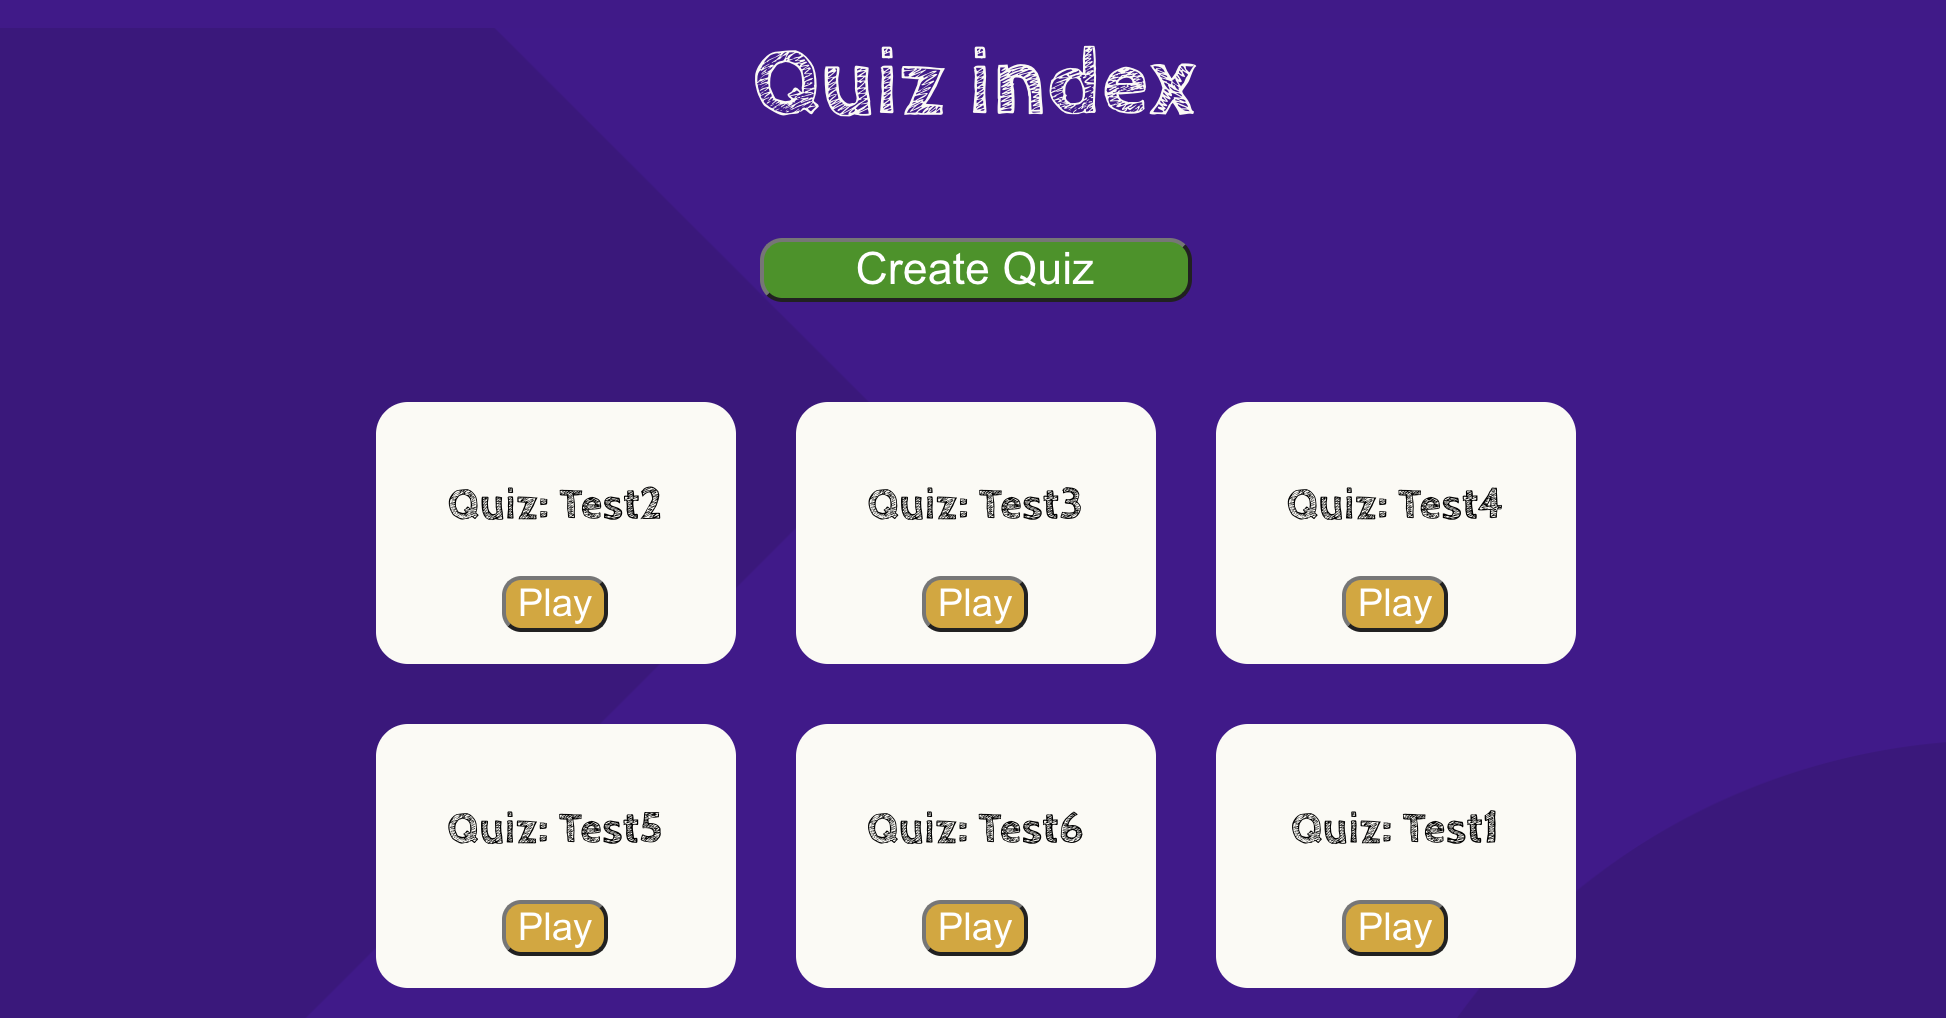 Quiz index
Create Quiz
Quiz: Test2
Play
Quiz: Test3
Play
Quiz: Test4
Play
Quiz: Test5
Play
Quiz: Test6
Play
Quiz: Test1
Play